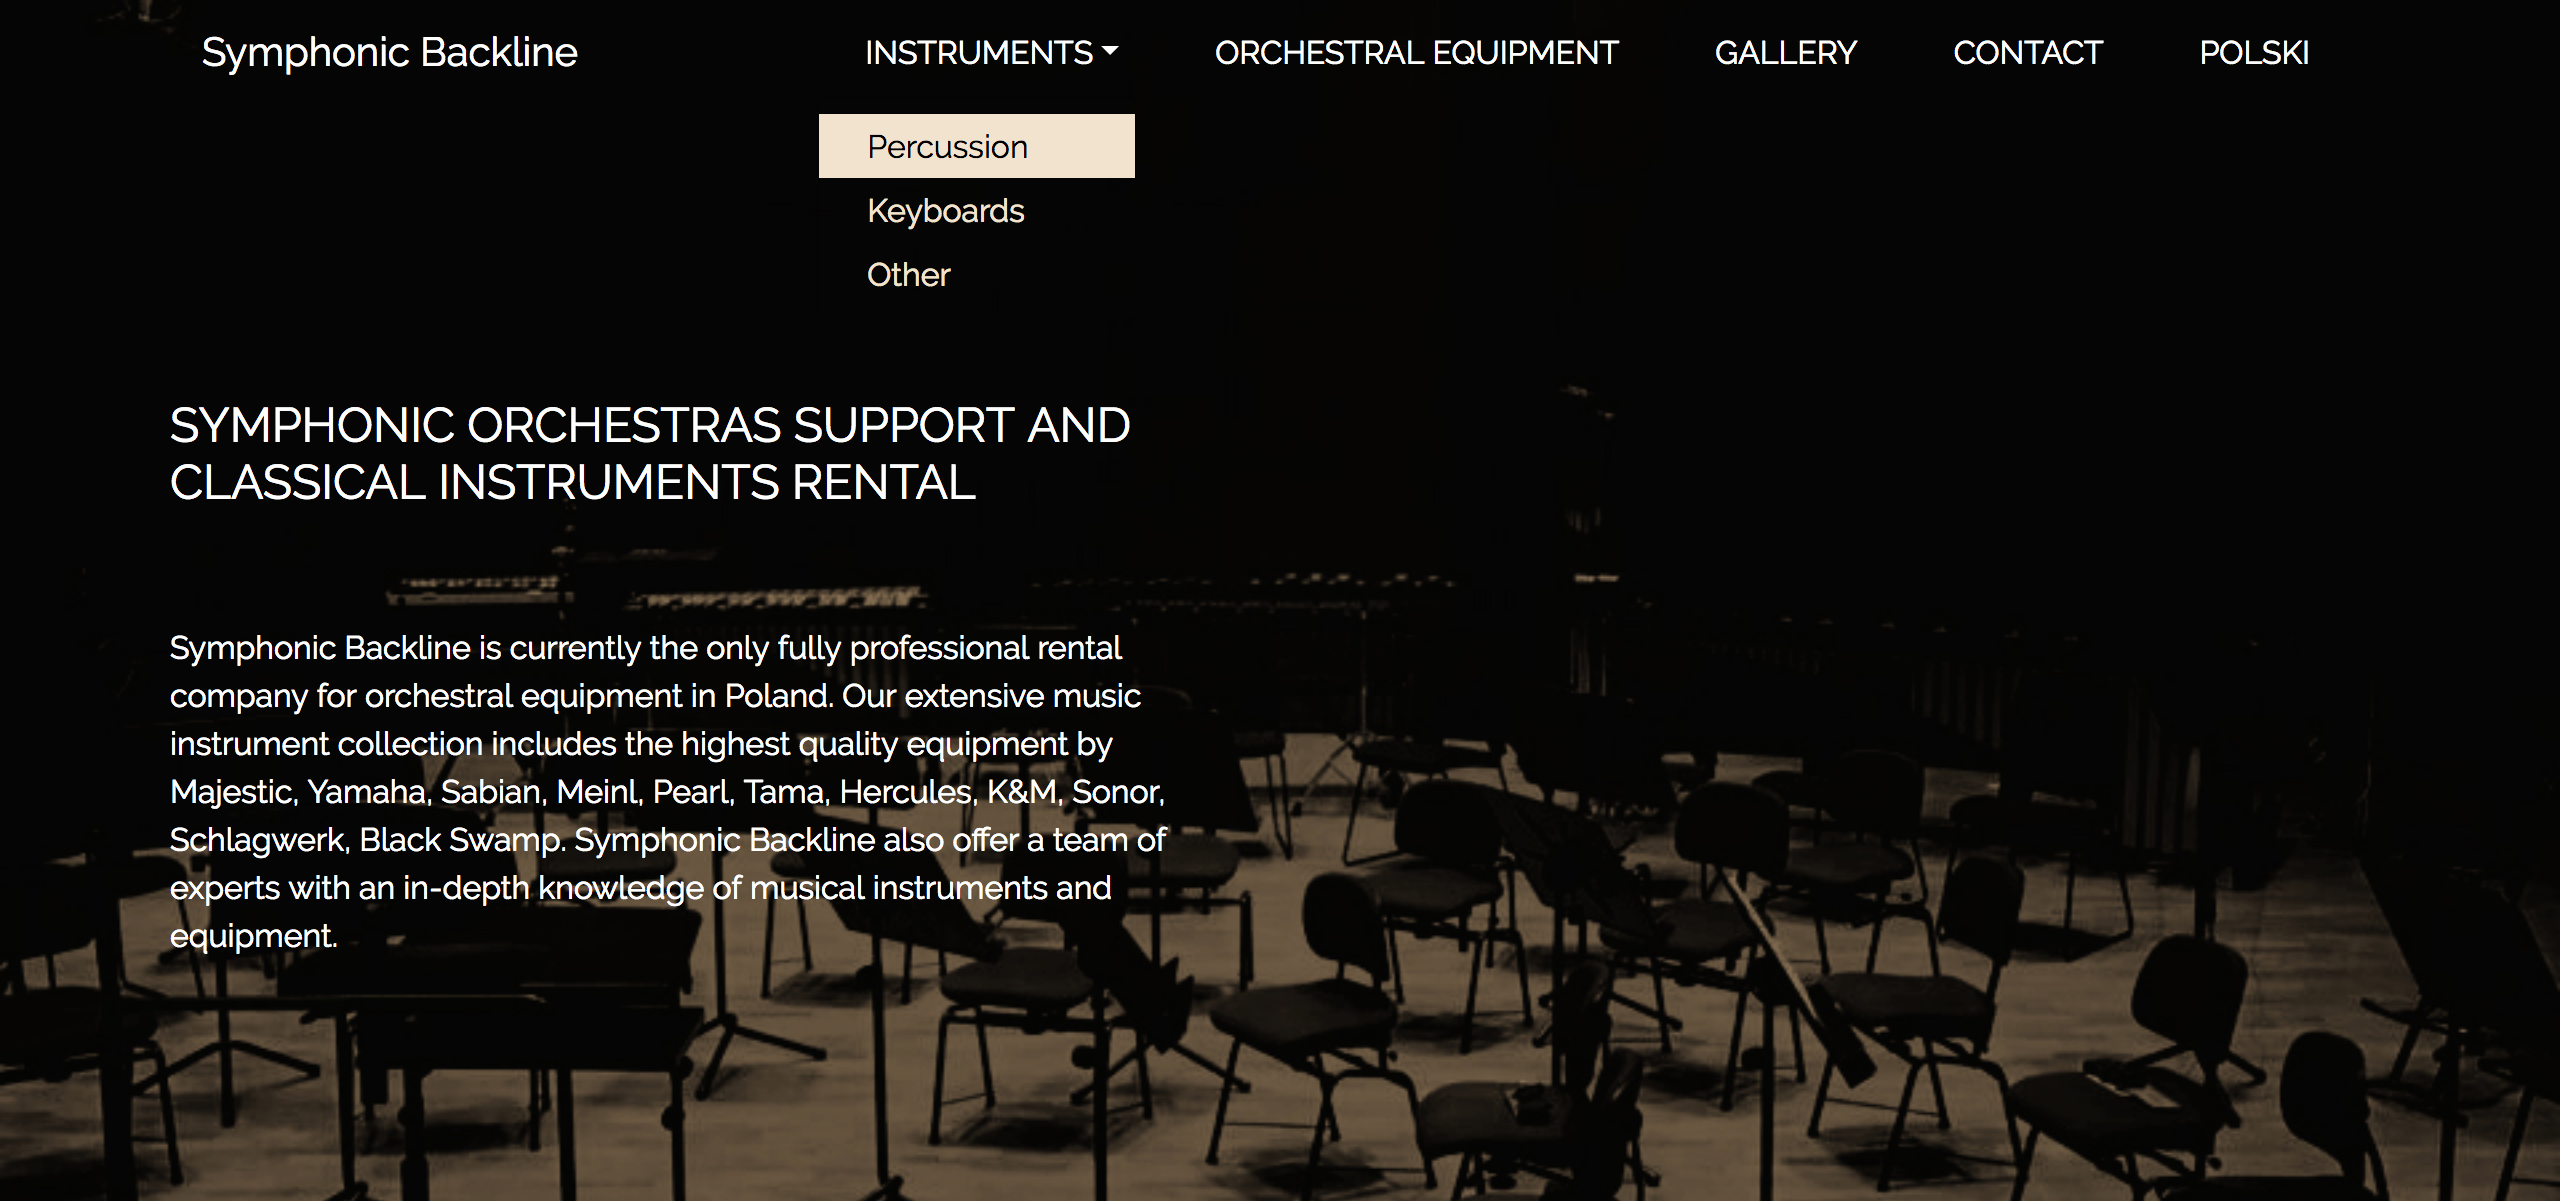 Symphonic Backline
INSTRUMENTS
ORCHESTRAL EQUIPMENT
GALLERY
CONTACT
POLSKI
Percussion
Keyboards
Other
SYMPHONIC ORCHESTRAS SUPPORT AND
CLASSICAL INSTRUMENTS RENTAL
Symphonic Backline is currently the only fully professional rental
company for orchestral equipment in Poland. Our extensive music
instrument collection includes the highest quality equipment by
Majestic, Yamaha, Sabian, Meinl, Pearl, Tama, Hercules, K&M, Sonor,
Schlagwerk, Black Swamp. Symphonic Backline also offer a team of
experts with an in-depth knowledge of musical instruments and
equipment.